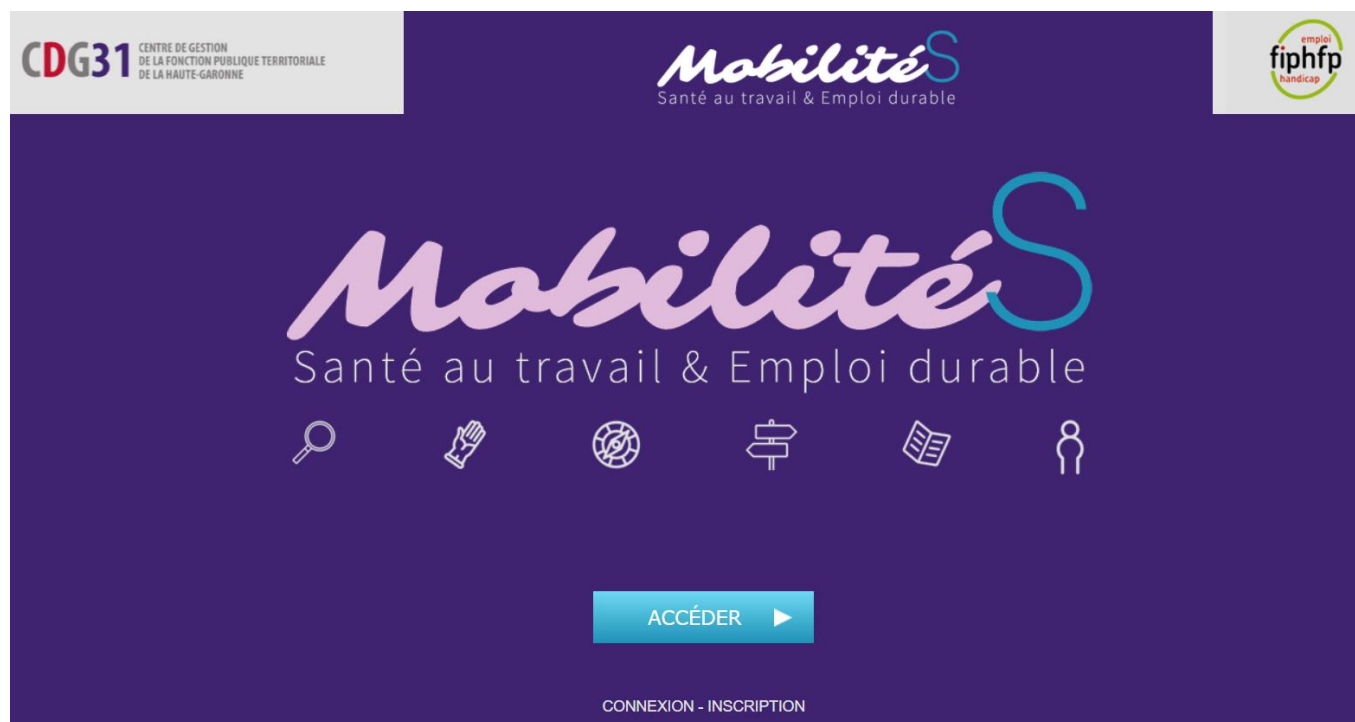 CDG31
CENTRE DE GESTION
DE LA FONCTION PUBLIQUE TERRITORIALE
DE LA HAUTE-GARONNE
MobilitéS
Santé au travail & Emploi durable
emploi
fiphfp
handicap
MobilitéS
Santé au travail & Emploi durable
ACCÉDER
CONNEXION - INSCRIPTION